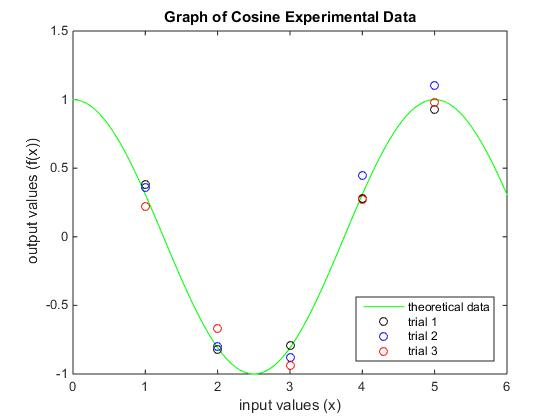 Graph of Cosine Experimental Data
1.5
1
0.5
0
-0.5
-1
output values (f(x))
theoretical data
trial 1
trial 2
trial 3
0 1 2 3 4 5 6
input values (x)